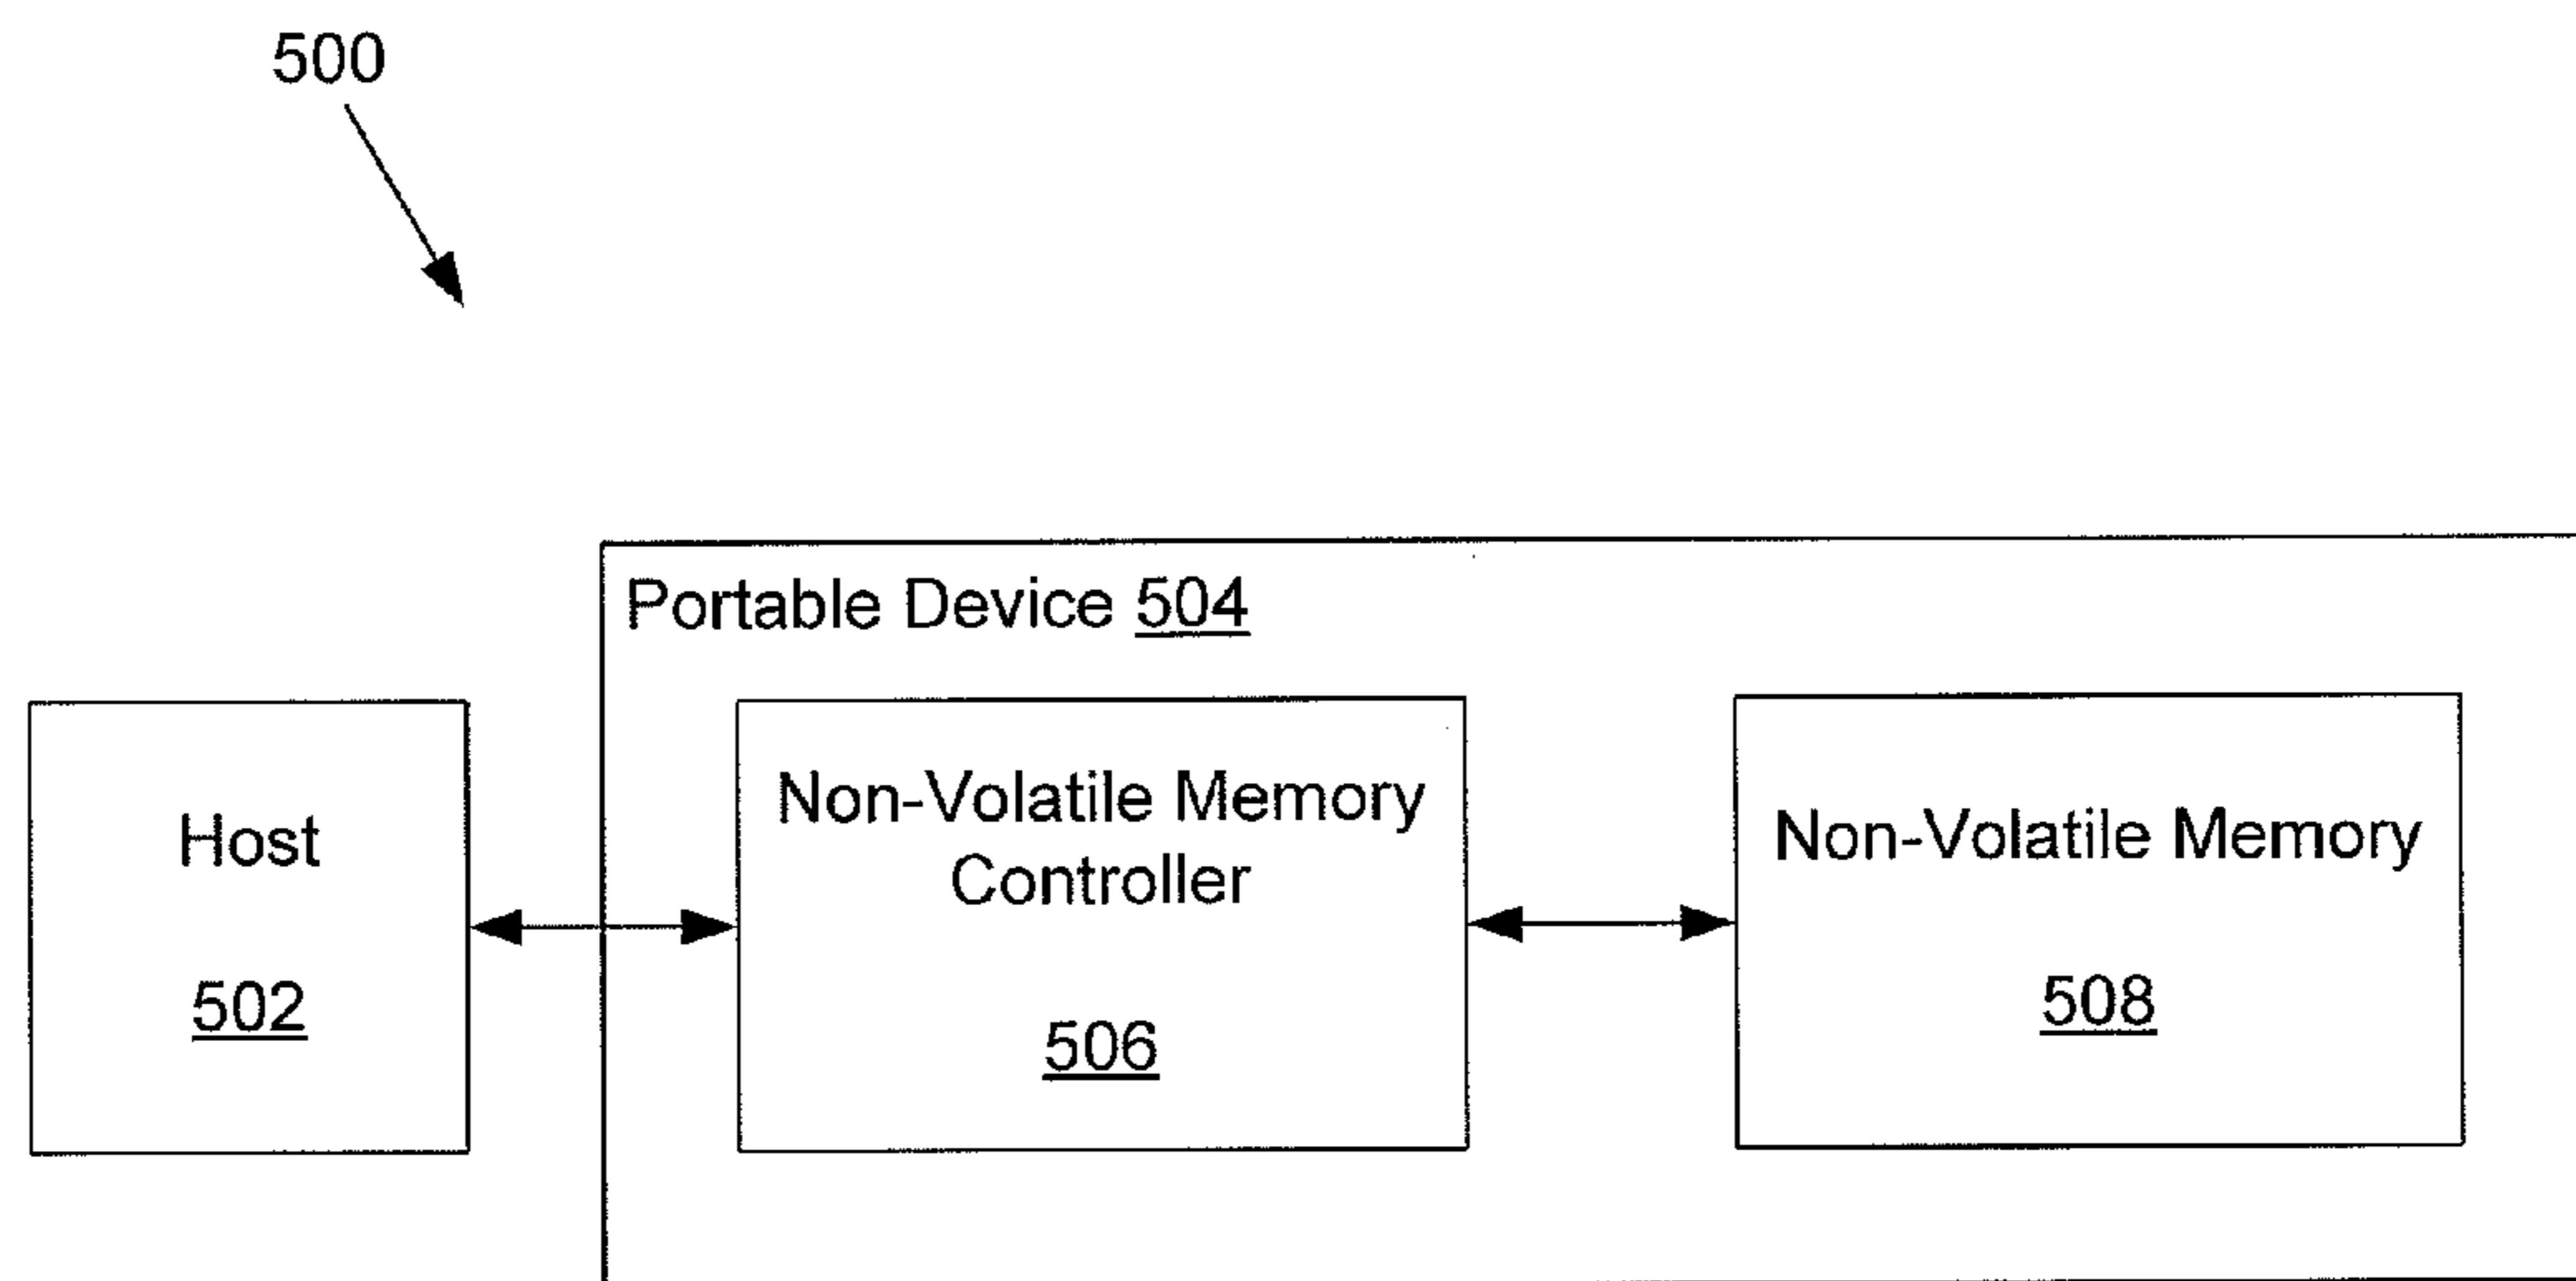 500
Portable Device 504
Host
502
Non-Volatile Memory
Controller
506
Non-Volatile Memory
508